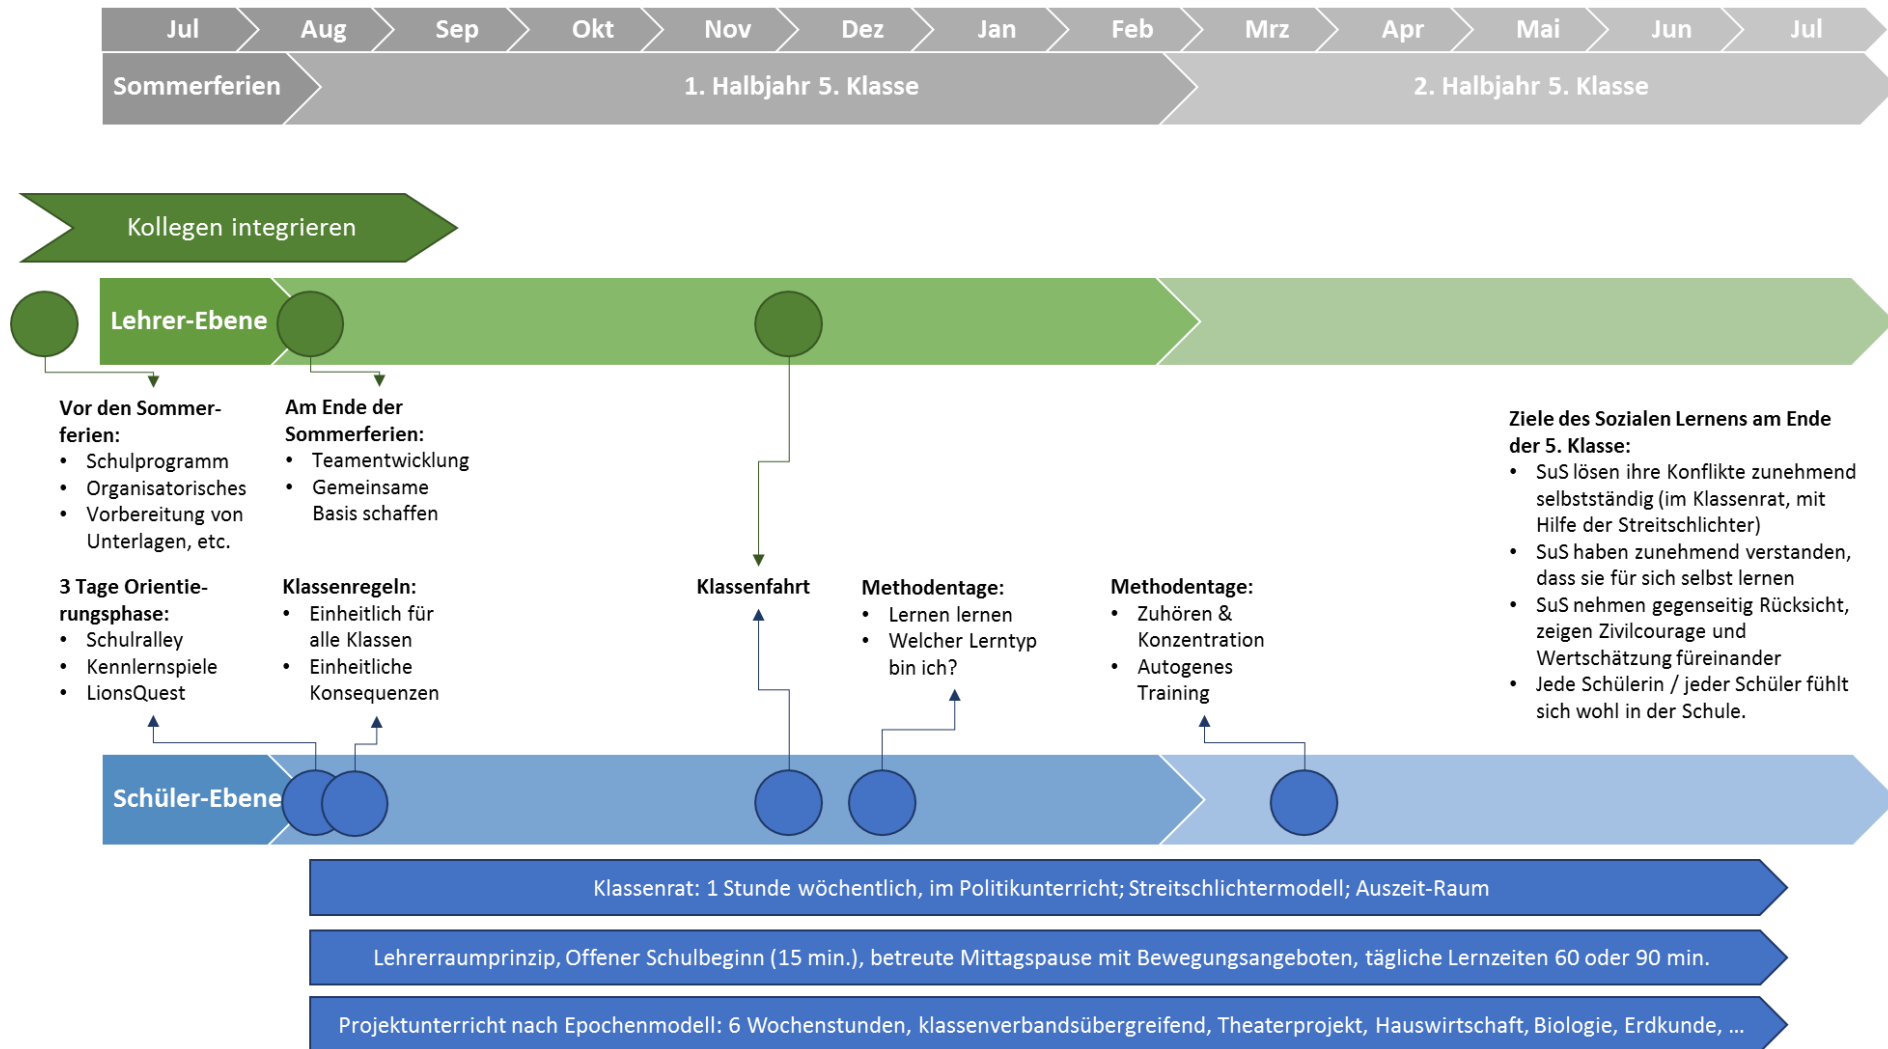 Jul Aug Sep Okt Nov Dez Jan Feb Mrz Apr Mai Jun Jul
Sommerferien 1. Halbjahr 5. Klasse 2. Halbjahr 5. Klasse
Kollegen integrieren
Lehrer-Ebene
Vor den Sommer-
ferien:
• Schulprogramm
• Organisatorisches
• Vorbereitung von
Unterlagen, etc.
Am Ende der
Sommerferien:
• Teamentwicklung
• Gemeinsame
Basis schaffen
Ziele des Sozialen Lernens am Ende
der 5. Klasse:
• SuS lösen ihre Konflikte zunehmend
selbstständig (im Klassenrat, mit
Hilfe der Streitschlichter)
• SuS haben zunehmend verstanden,
dass sie für sich selbst lernen
• SuS nehmen gegenseitig Rücksicht,
zeigen Zivilcourage und
Wertschätzung füreinander
• Jede Schülerin / jeder Schüler fühlt
sich wohl in der Schule.
3 Tage Orientie-
rungsphase:
• Schulralley
• Kennlernspiele
• LionsQuest
Klassenregeln:
• Einheitlich für
alle Klassen
• Einheitliche
Konsequenzen
Klassenfahrt
Methodentage:
• Lernen lernen
• Welcher Lerntyp
bin ich?
Methodentage:
• Zuhören &
Konzentration
• Autogenes
Training
Schüler-Ebene
Klassenrat: 1 Stunde wöchentlich, im Politikunterricht; Streitschlichtermodell; Auszeit-Raum
Lehrerraumprinzip, Offener Schulbeginn (15 min.), betreute Mittagspause mit Bewegungsangeboten, tägliche Lernzeiten 60 oder 90 min.
Projektunterricht nach Epochenmodell: 6 Wochenstunden, klassenverbandsübergreifend, Theaterprojekt, Hauswirtschaft, Biologie, Erdkunde, ...